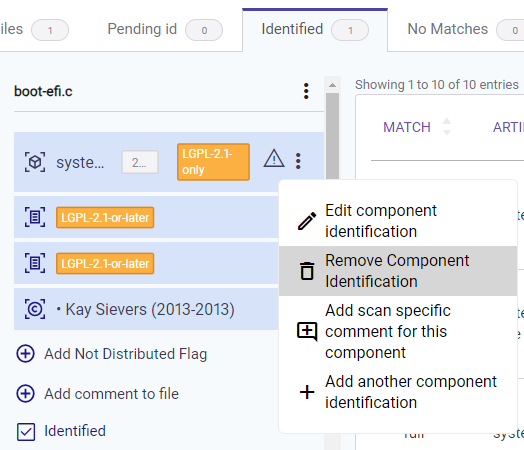 iles 1 Pending id 0 Identified 1 No Matches 0
boot-efi.c
Showing 1 to 10 of 10 entries
MATCH ARTI
syste... 2... LGPL-2.1-
only
LGPL-2.1-or-later
LGPL-2.1-or-later
• Kay Sievers (2013-2013)
Add Not Distributed Flag
Add comment to file
Identified
Edit component
identification
Remove Component
Identification
Add scan specific
comment for this
component
Add another component
identification
full syste